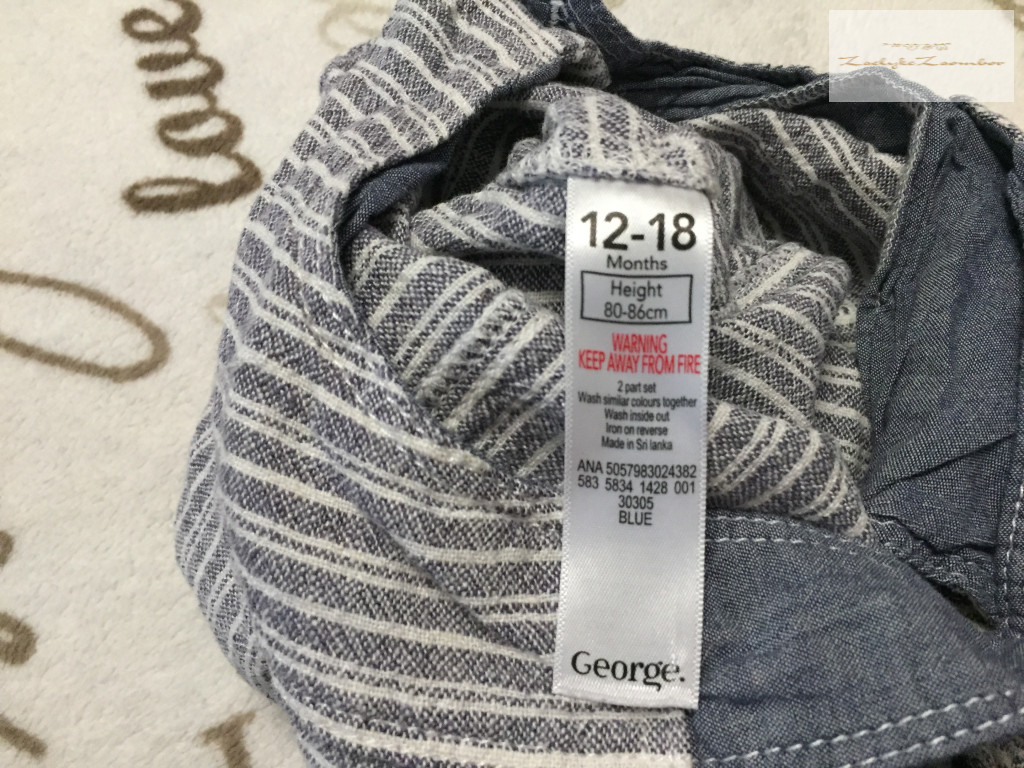 love
12-18
Months
Height
80-86cm
WARNING
KEEP AWAY FROM FIRE
2 part set
Wash similar colours together
Wash inside out
Iron on reverse
Made in Sri lanka
ANA 5057983024382
583 5834 1428 001
30305
BLUE
George.